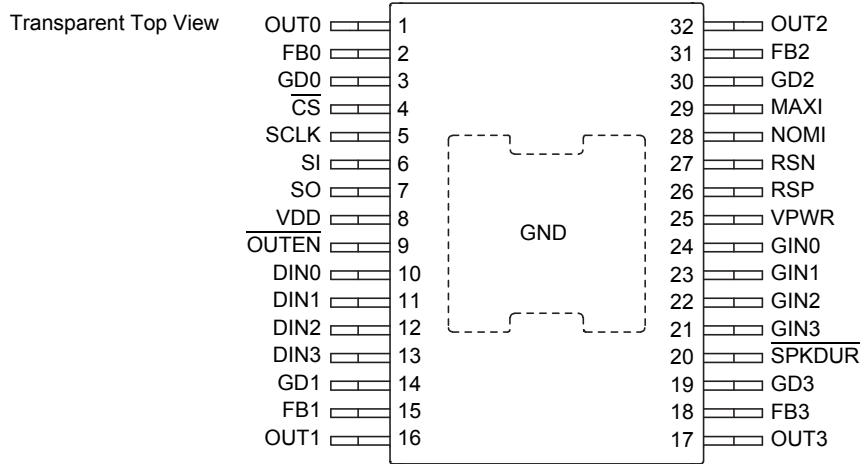 Transparent Top View
OUT0 1 32 OUT2
FB0 2 31 FB2
GD0 3 30 GD2
CS 4 29 MAXI
SCLK 5 28 NOMI
SI 6 27 RSN
SO 7 26 RSP
VDD 8 25 VPWR
OUTEN 9 24 GIN0
GND
DIN0 10 23 GIN1
DIN1 11 22 GIN2
DIN2 12 21 GIN3
DIN3 13 20 SPKDUR
GD1 14 19 GD3
FB1 15 18 FB3
OUT1 16 17 OUT3